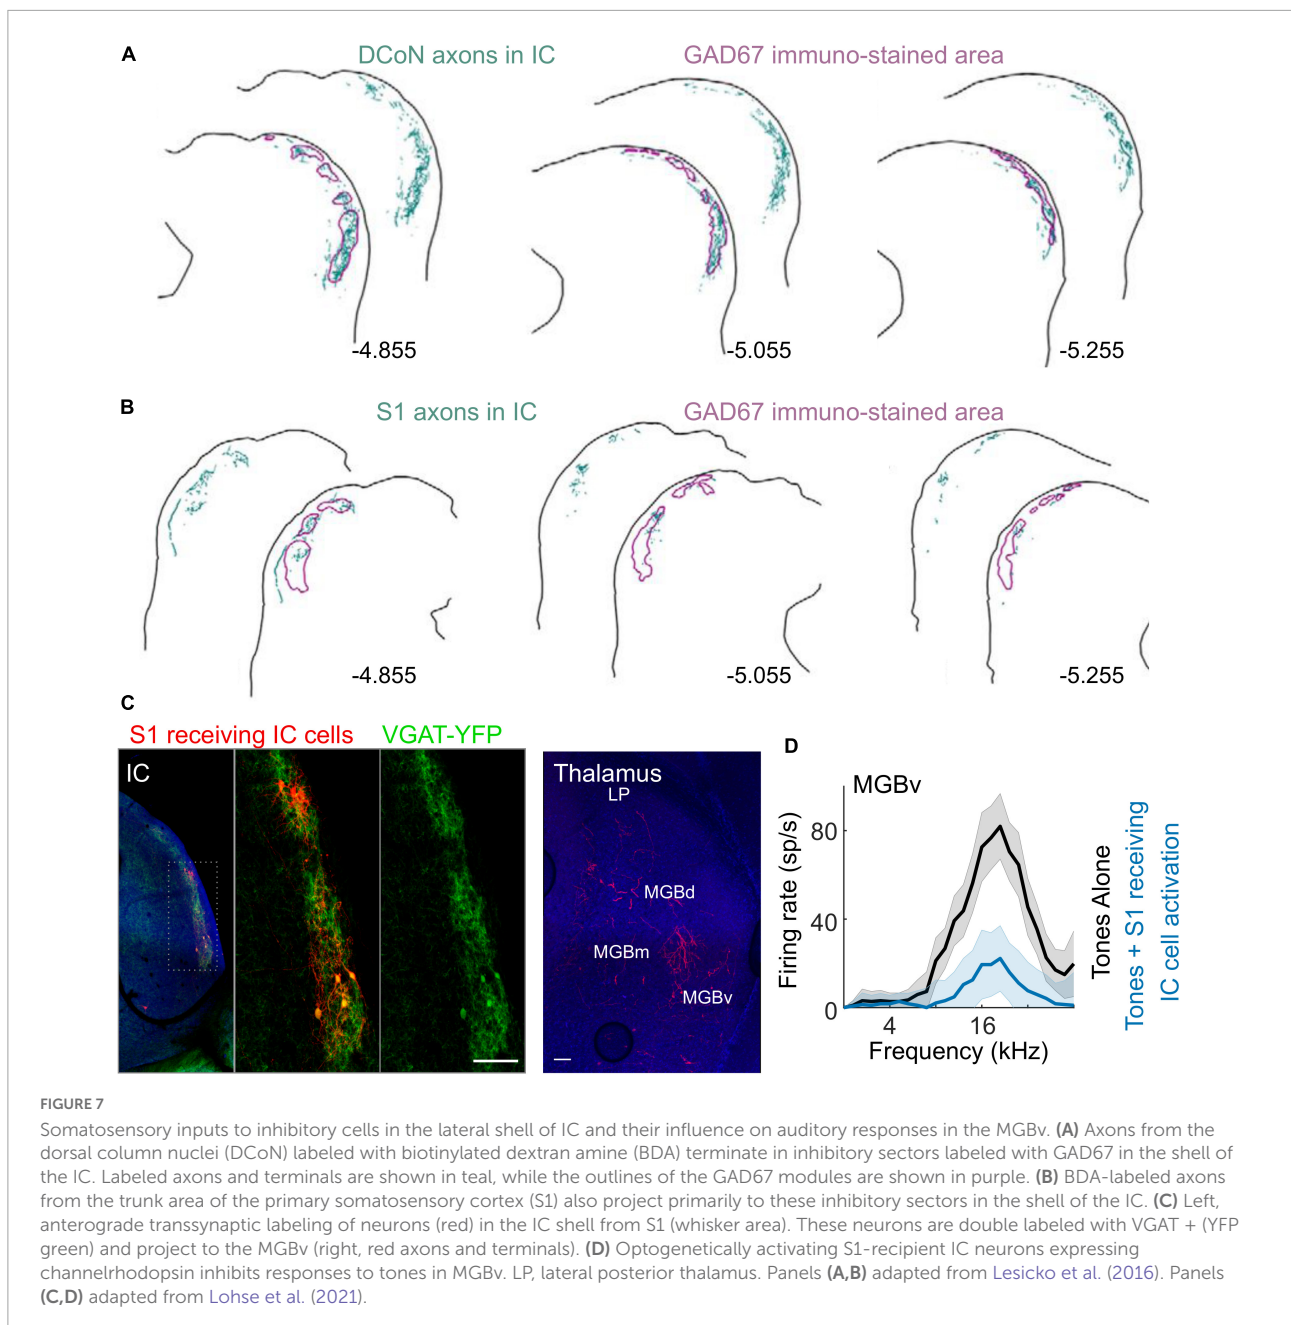 A
DCoN axons in IC
GAD67 immuno-stained area
-4.855
-5.055
-5.255
B
S1 axons in IC
GAD67 immuno-stained area
-4.855
-5.055
-5.255
C
S1 receiving IC cells
VGAT-YFP
IC
Thalamus
LP
MGBd
MGBm
MGBv
D
MGBv
80
40
0
4
16
Firing rate (sp/s)
Frequency (kHz)
Tones Alone
Tones + S1 receiving
IC cell activation
FIGURE 7
Somatosensory inputs to inhibitory cells in the lateral shell of IC and their influence on auditory responses in the MGBv. (A) Axons from the
dorsal column nuclei (DCoN) labeled with biotinylated dextran amine (BDA) terminate in inhibitory sectors labeled with GAD67 in the shell of
the IC. Labeled axons and terminals are shown in teal, while the outlines of the GAD67 modules are shown in purple. (B) BDA-labeled axons
from the trunk area of the primary somatosensory cortex (S1) also project primarily to these inhibitory sectors in the shell of the IC. (C) Left,
anterograde transsynaptic labeling of neurons (red) in the IC shell from S1 (whisker area). These neurons are double labeled with VGAT + (YFP
green) and project to the MGBv (right, red axons and terminals). (D) Optogenetically activating S1-recipient IC neurons expressing
channelrhodopsin inhibits responses to tones in MGBv. LP, lateral posterior thalamus. Panels (A,B) adapted from Lesicko et al. (2016). Panels
(C,D) adapted from Lohse et al. (2021).